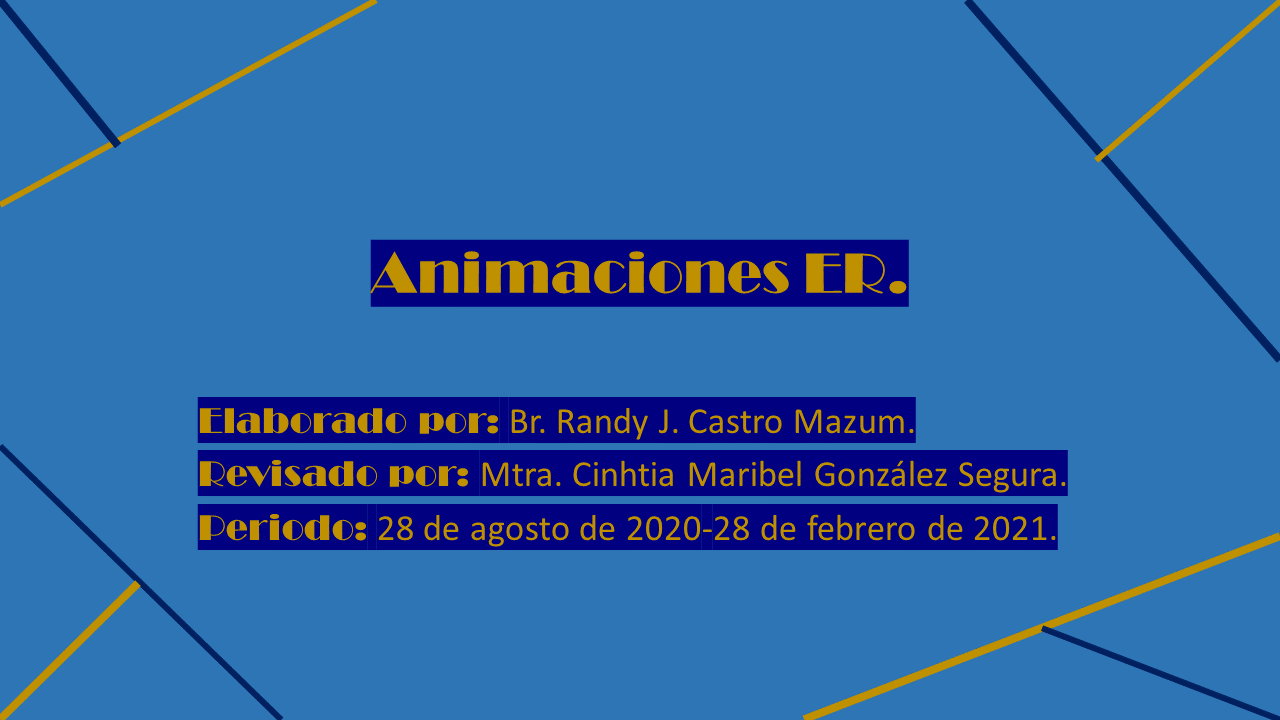 Animaciones ER.
Elaborado por: Br. Randy J. Castro Mazum.
Revisado por: Mtra. Cinhtia Maribel González Segura.
Periodo: 28 de agosto de 2020-28 de febrero de 2021.